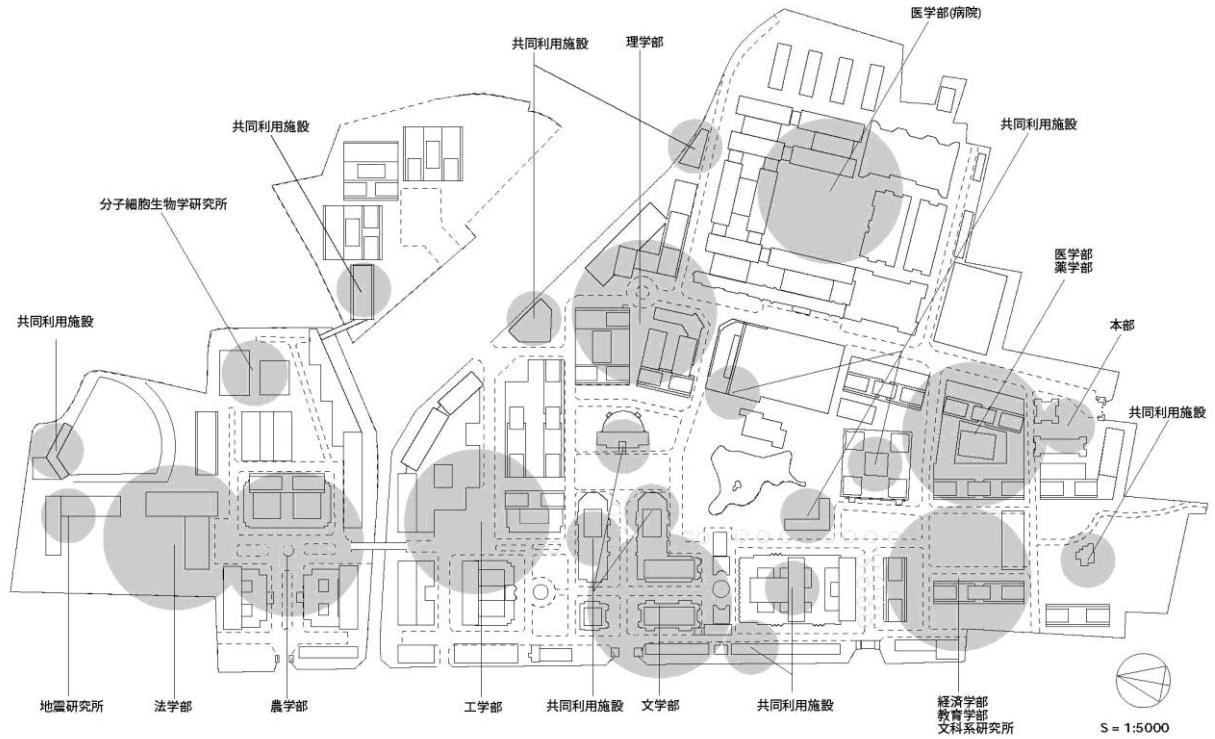 医学部(病院)
共同利用施設
理学部
共同利用施設
共同利用施設
分子細胞生物学研究所
医学部
薬学部
共同利用施設
本部
共同利用施設
地震研究所
法学部
農学部
工学部
共同利用施設
文学部
共同利用施設
経済学部
教育学部
文科系研究所
S = 1:5000